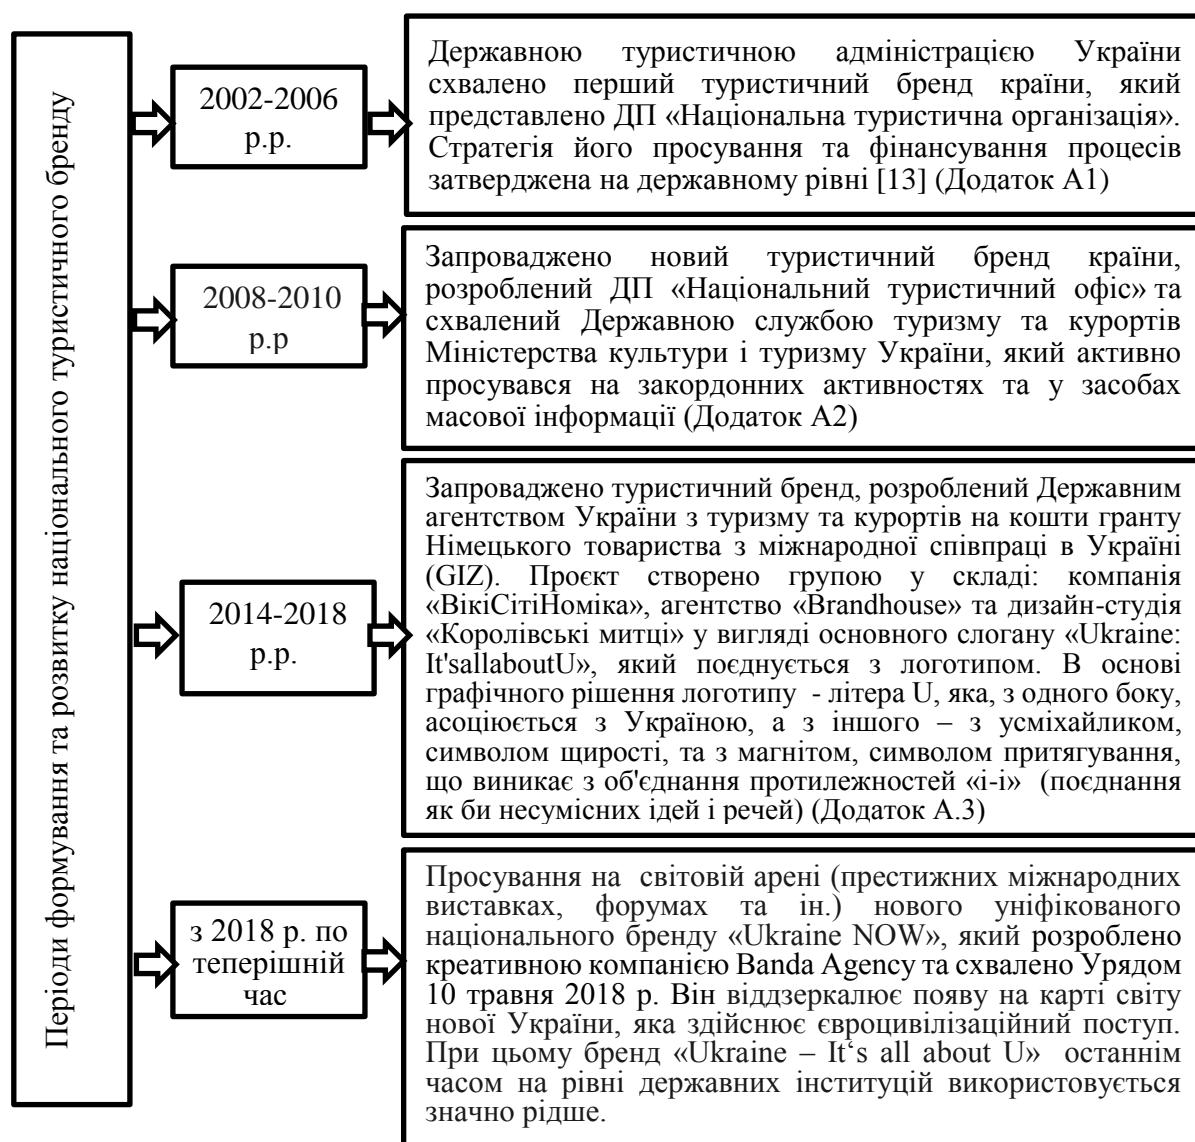 Періоди формування та розвитку національного туристичного бренду
2002-2006
р.р.
Державною туристичною адміністрацією України
схвалено перший туристичний бренд країни, який
представлено ДП «Національна туристична організація».
Стратегія його просування та фінансування процесів
затверджена на державному рівні [13] (Додаток А1)
2008-2010
р.р
Запроваджено новий туристичний бренд країни,
розроблений ДП «Національний туристичний офіс» та
схвалений Державною службою туризму та курортів
Міністерства культури і туризму України, який активно
просувався на закордонних активностях та у засобах
масової інформації (Додаток А2)
2014-2018
р.р.
Запроваджено туристичний бренд, розроблений Державним
агентством України з туризму та курортів на кошти гранту
Німецького товариства з міжнародної співпраці в Україні
(GIZ). Проєкт створено групою у складі: компанія
«ВікіСітіНоміка», агентство «Brandhouse» та дизайн-студія
«Королівські митці» у вигляді основного слогану «Ukraine:
It'sallaboutU», який поєднується з логотипом. В основі
графічного рішення логотипу - літера U, яка, з одного боку,
асоціюється з Україною, а з іншого – з усміхайликом,
символом щирості, та з магнітом, символом притягування,
що виникає з об'єднання протилежностей «і-і» (поєднання
як би несумісних ідей і речей) (Додаток А.3)
з 2018 р. по
теперішній
час
Просування на світовій арені (престижних міжнародних
виставках, форумах та ін.) нового уніфікованого
національного бренду «Ukraine NOW», який розроблено
креативною компанією Banda Agency та схвалено Урядом
10 травня 2018 р. Він віддзеркалює появу на карті світу
нової України, яка здійснює євроцивілізаційний поступ.
При цьому бренд «Ukraine – It‘s all about U» останнім
часом на рівні державних інституцій використовується
значно рідше.